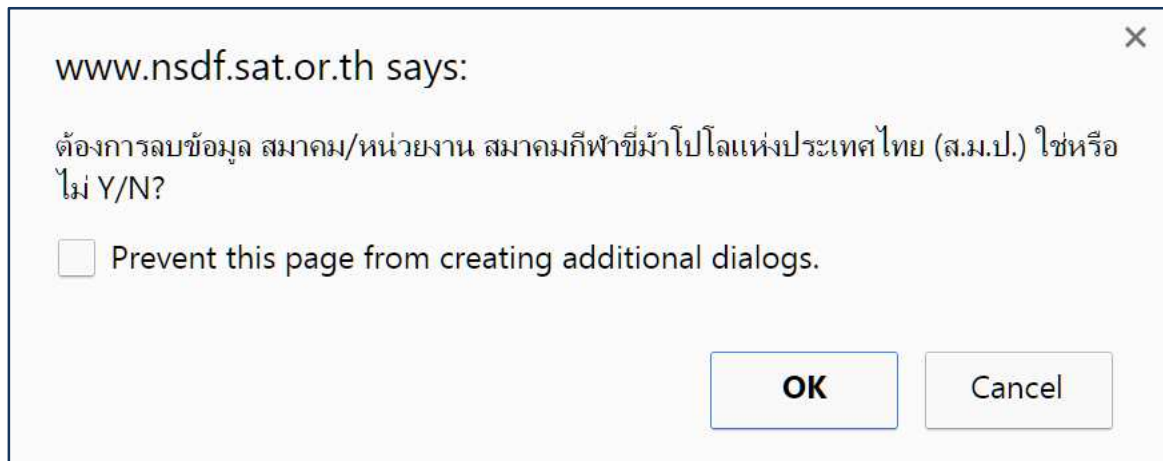 www.nsdf.sat.or.th says:
ต้องการลบข้อมูล สมาคม/หน่วยงาน สมาคมกีฬาขี่ม้าโปโลแห่งประเทศไทย (ส.ม.ป.) ใช่หรือ
ไม่ Y/N?
Prevent this page from creating additional dialogs.
OK Cancel